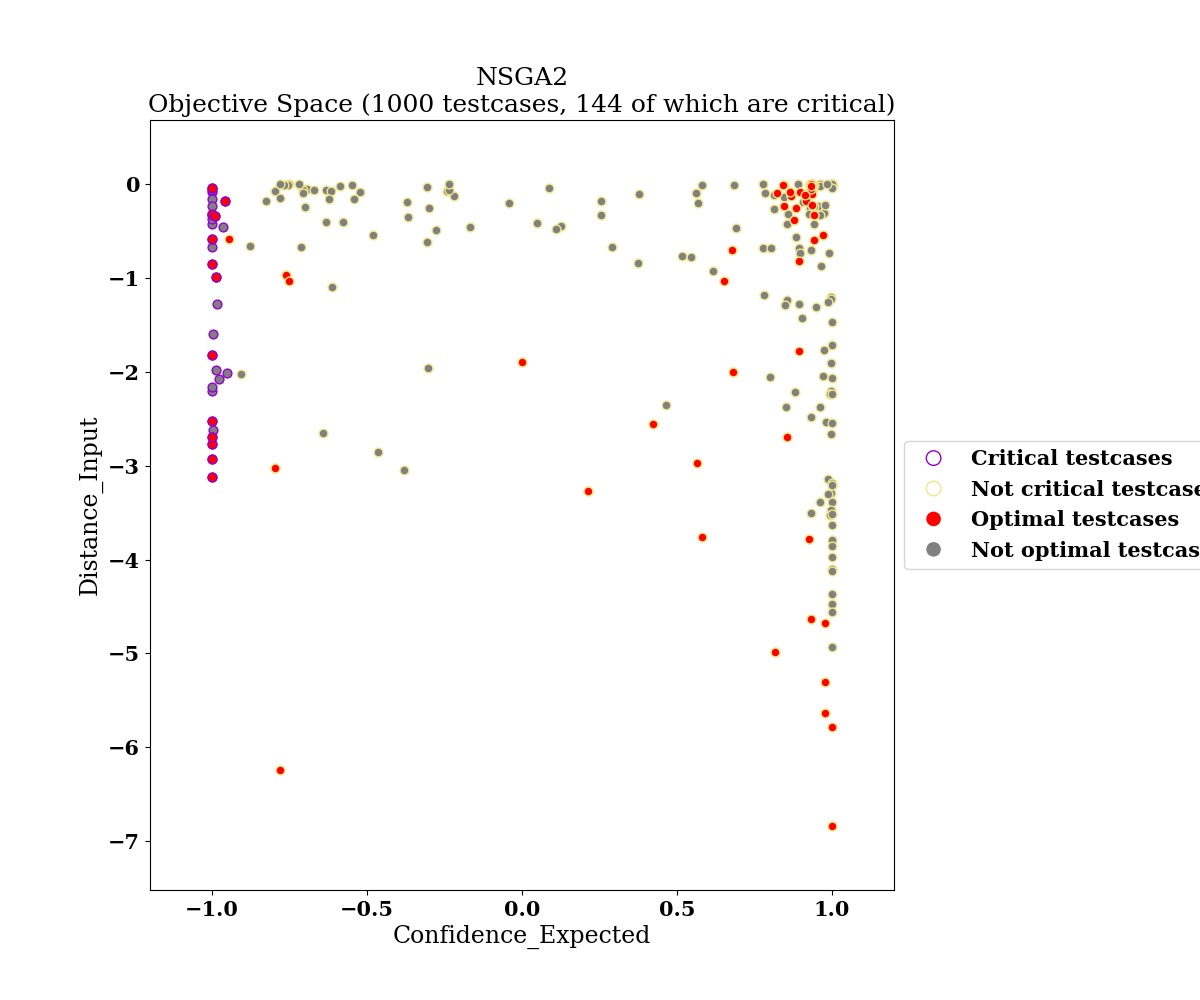 NSGA2
Objective Space (1000 testcases, 144 of which are critical)
0
−1
−2
−3
−4
−5
−6
−7
Distance_Input
−1.0
−0.5
0.0
0.5
1.0
Confidence_Expected
Critical testcases
Not critical testcase
Optimal testcases
Not optimal testcas